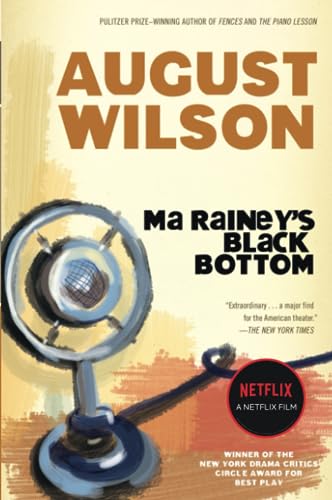 PULITZER PRIZE–WINNING AUTHOR OF FENCES AND THE PIANO LESSON
AUGUST
WILSON
MA RAINEY'S
BLACK
BOTTOM
"Extraordinary . . . a major find
for the American theater."
—THE NEW YORK TIMES
NETFLIX
A NETFLIX FILM
WINNER OF THE
NEW YORK DRAMA CRITICS
CIRCLE AWARD FOR
BEST PLAY